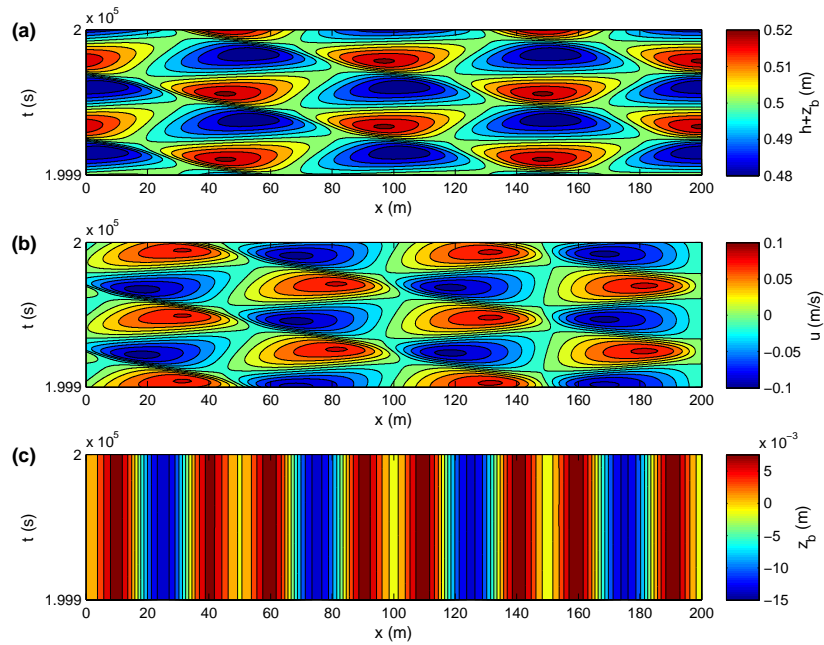 (a)
2 x 10^5
t (s)
1.999
0 20 40 60 80 100 120 140 160 180 200
x (m)
0.52
0.51
0.5
0.49
0.48
h+z_b (m)
(b)
2 x 10^5
t (s)
1.999
0 20 40 60 80 100 120 140 160 180 200
x (m)
0.1
0.05
0
−0.05
−0.1
u (m/s)
(c)
2 x 10^5
t (s)
1.999
0 20 40 60 80 100 120 140 160 180 200
x (m)
x 10^−3
5
0
−5
−10
−15
z_b (m)